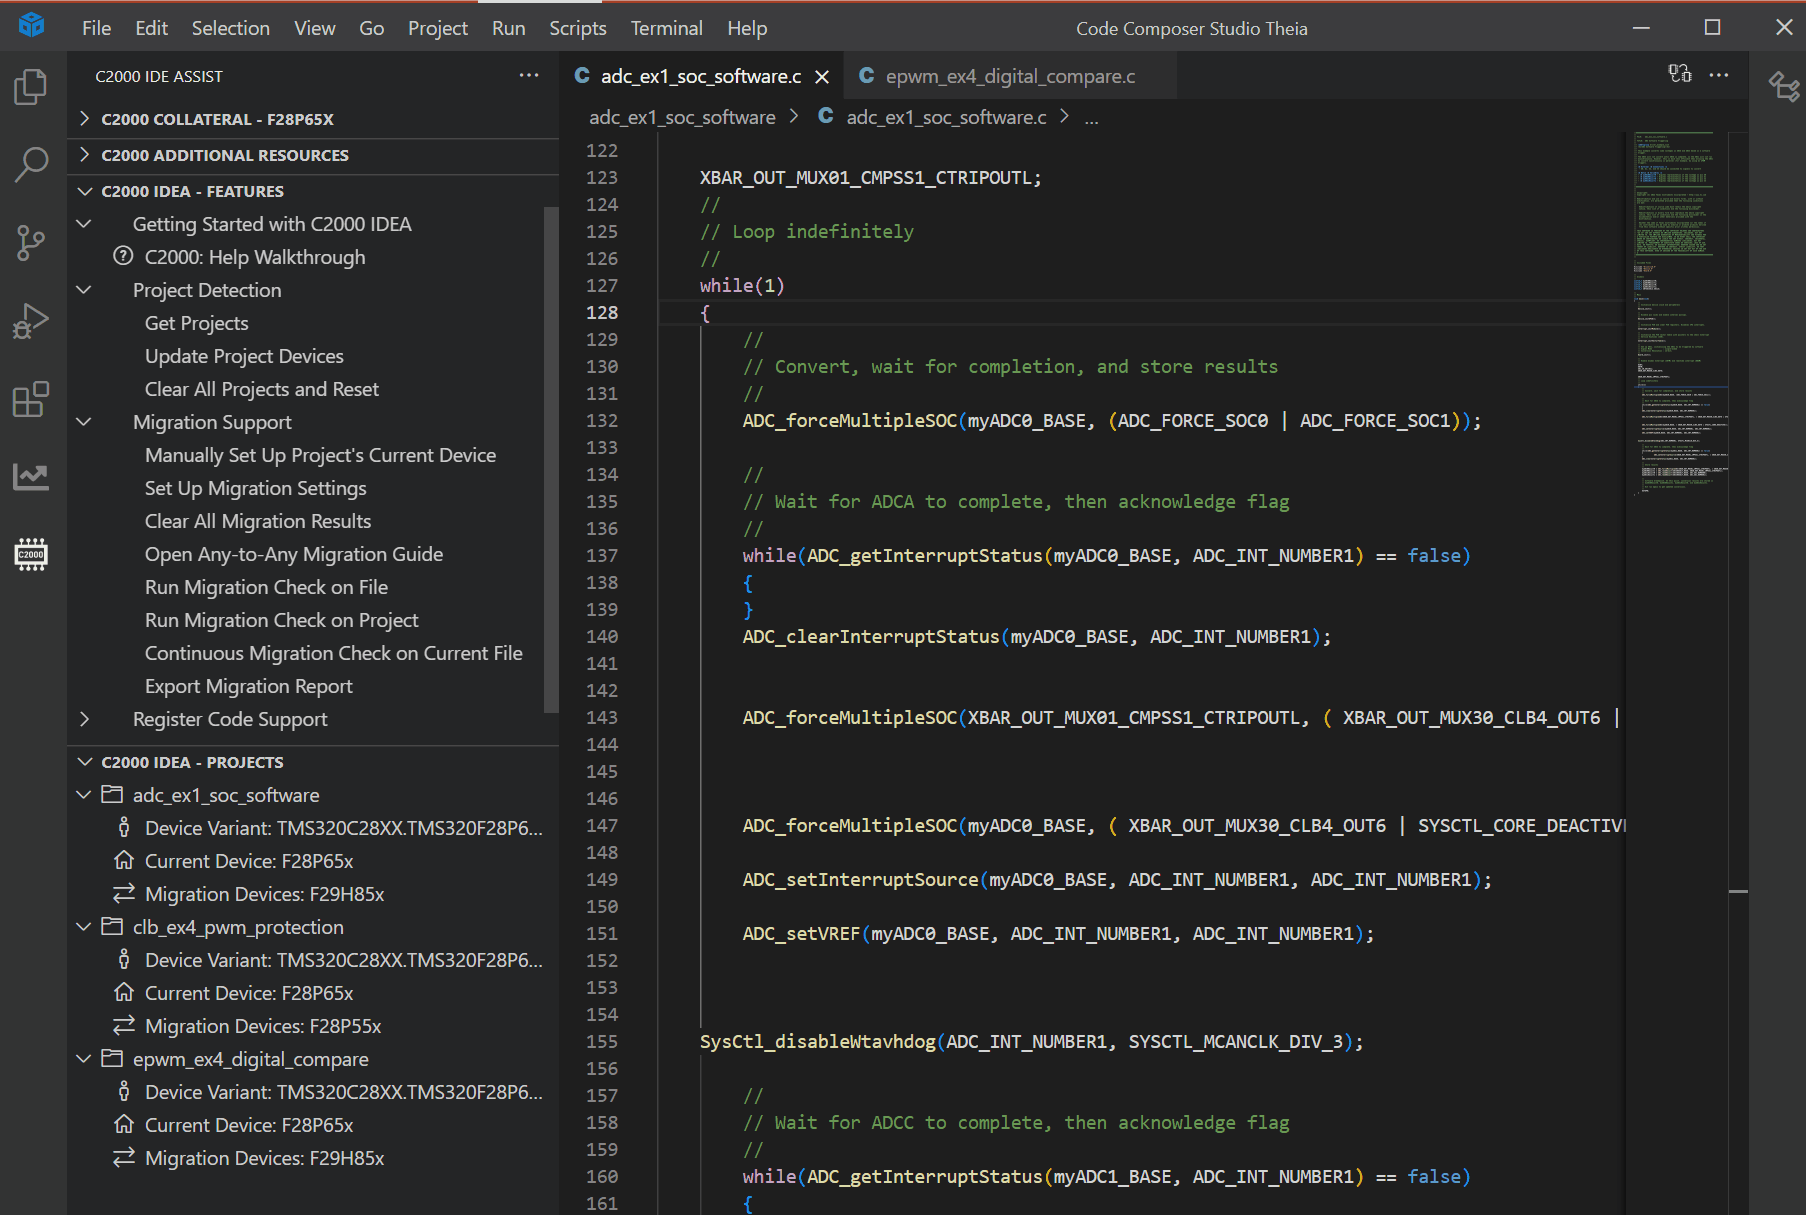 File Edit Selection View Go Project Run Scripts Terminal Help Code Composer Studio Theia
C2000 IDE ASSIST
C2000 COLLATERAL - F28P65X
C2000 ADDITIONAL RESOURCES
C2000 IDEA - FEATURES
Getting Started with C2000 IDEA
C2000: Help Walkthrough
Project Detection
Get Projects
Update Project Devices
Clear All Projects and Reset
Migration Support
Manually Set Up Project's Current Device
Set Up Migration Settings
Clear All Migration Results
Open Any-to-Any Migration Guide
Run Migration Check on File
Run Migration Check on Project
Continuous Migration Check on Current File
Export Migration Report
Register Code Support
C2000 IDEA - PROJECTS
adc_ex1_soc_software
Device Variant: TMS320C28XX.TMS320F28P6...
Current Device: F28P65x
Migration Devices: F29H85x
clb_ex4_pwm_protection
Device Variant: TMS320C28XX.TMS320F28P6...
Current Device: F28P65x
Migration Devices: F28P55x
epwm_ex4_digital_compare
Device Variant: TMS320C28XX.TMS320F28P6...
Current Device: F28P65x
Migration Devices: F29H85x
C2000
C adc_ex1_soc_software.c C epwm_ex4_digital_compare.c
adc_ex1_soc_software > C adc_ex1_soc_software.c > ...
122
123 XBAR_OUT_MUX01_CMPSS1_CTRIPOUTL;
124 //
125 // Loop indefinitely
126 //
127 while(1)
128 {
129 //
130 // Convert, wait for completion, and store results
131 //
132 ADC_forceMultipleSOC(myADC0_BASE, (ADC_FORCE_SOC0 | ADC_FORCE_SOC1));
133
134 //
135 // Wait for ADCA to complete, then acknowledge flag
136 //
137 while(ADC_getInterruptStatus(myADC0_BASE, ADC_INT_NUMBER1) == false)
138 {
139 }
140 ADC_clearInterruptStatus(myADC0_BASE, ADC_INT_NUMBER1);
141
142
143 ADC_forceMultipleSOC(XBAR_OUT_MUX01_CMPSS1_CTRIPOUTL, ( XBAR_OUT_MUX30_CLB4_OUT6 |
144
145
146
147 ADC_forceMultipleSOC(myADC0_BASE, ( XBAR_OUT_MUX30_CLB4_OUT6 | SYSCTL_CORE_DEACTIV
148
149 ADC_setInterruptSource(myADC0_BASE, ADC_INT_NUMBER1, ADC_INT_NUMBER1);
150
151 ADC_setVREF(myADC0_BASE, ADC_INT_NUMBER1, ADC_INT_NUMBER1);
152
153
154
155 SysCtl_disableWtavhdog(ADC_INT_NUMBER1, SYSCTL_MCANCLK_DIV_3);
156
157 //
158 // Wait for ADCC to complete, then acknowledge flag
159 //
160 while(ADC_getInterruptStatus(myADC1_BASE, ADC_INT_NUMBER1) == false)
161 {